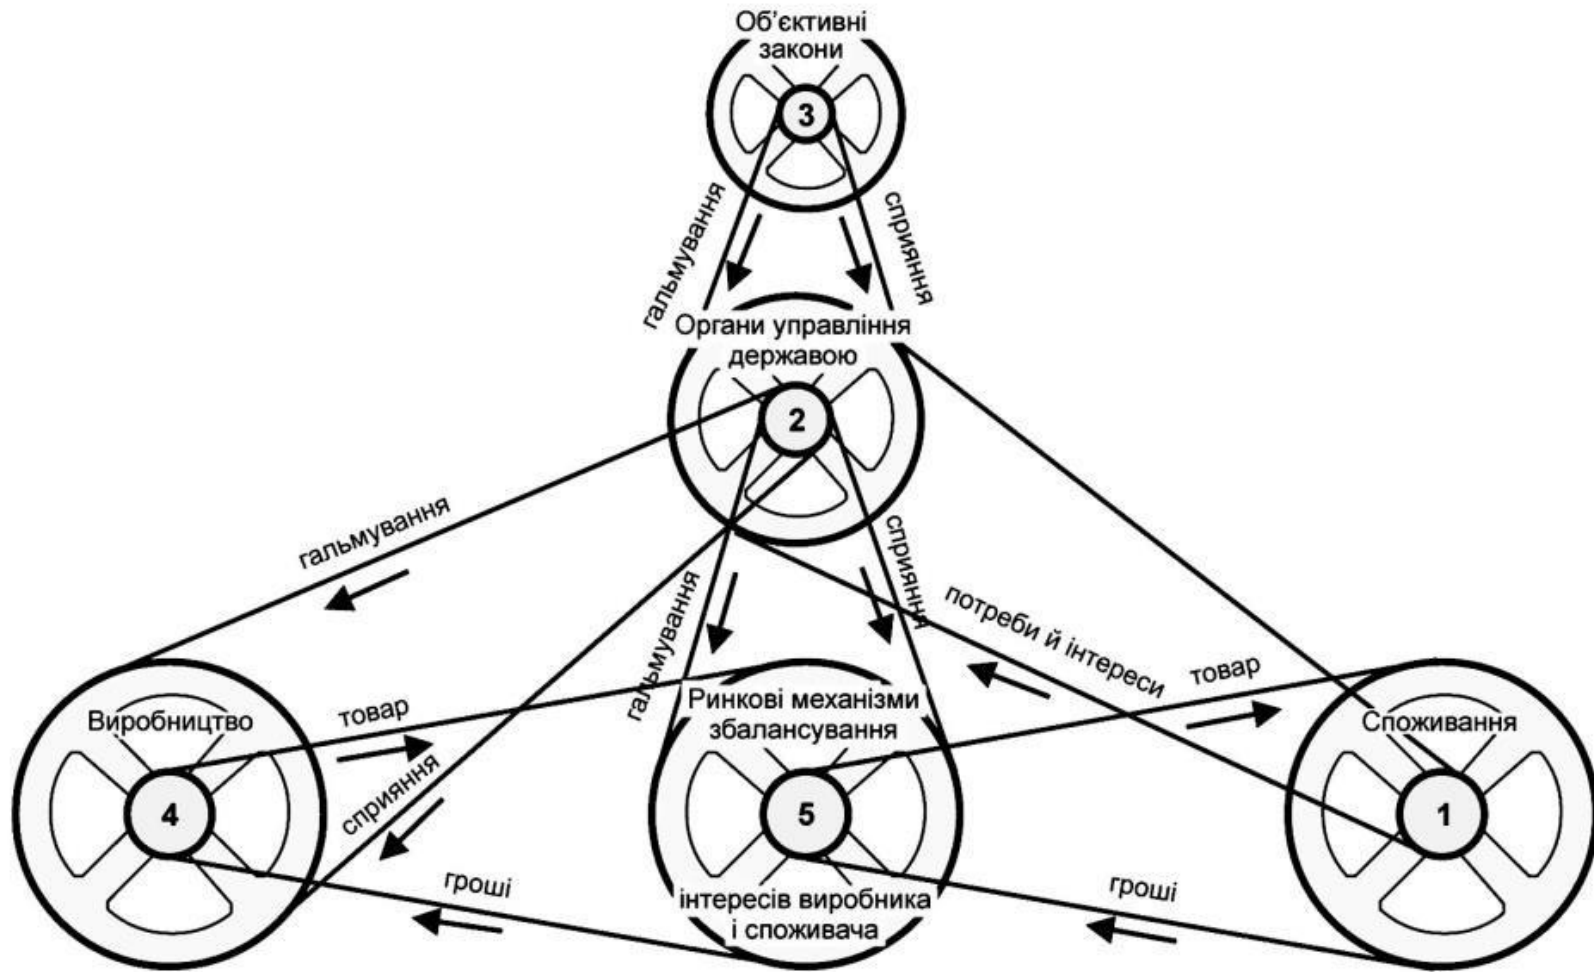 Об’єктивні
закони
3
гальмування
сприяння
Органи управління
державою
2
гальмування
сприяння
гальмування
сприяння
потреби й інтереси
Виробництво
4
товар
Ринкові механізми
збалансування
5
інтересів виробника
і споживача
товар
Споживання
1
гроші
гроші